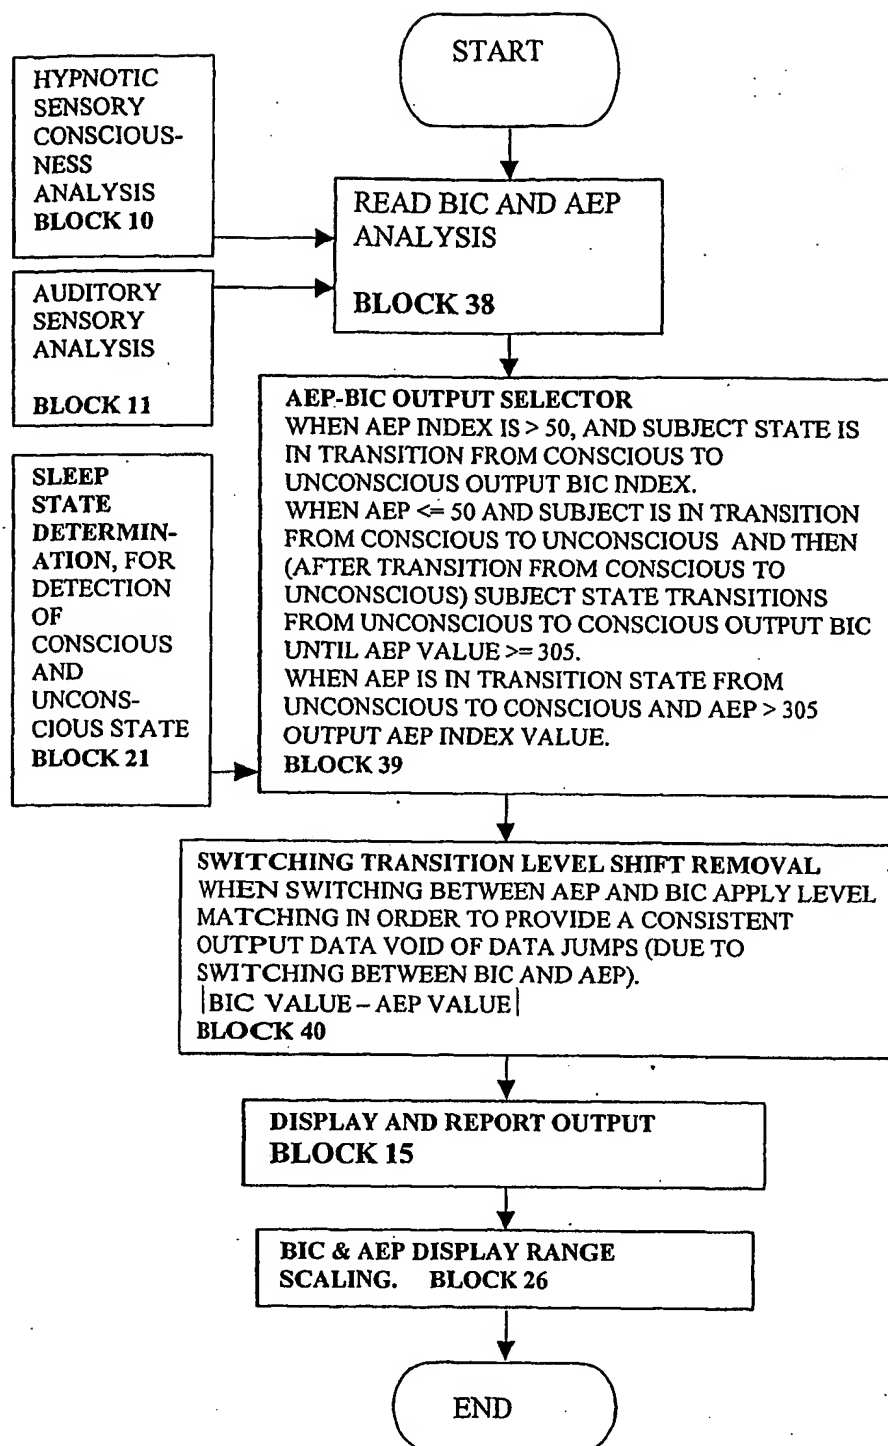 START
HYPNOTIC
SENSORY
CONSCIOUS-
NESS
ANALYSIS
BLOCK 10
READ BIC AND AEP
ANALYSIS
BLOCK 38
AUDITORY
SENSORY
ANALYSIS
BLOCK 11
AEP-BIC OUTPUT SELECTOR
WHEN AEP INDEX IS > 50, AND SUBJECT STATE IS
IN TRANSITION FROM CONSCIOUS TO
UNCONSCIOUS OUTPUT BIC INDEX.
WHEN AEP <= 50 AND SUBJECT IS IN TRANSITION
FROM CONSCIOUS TO UNCONSCIOUS AND THEN
(AFTER TRANSITION FROM CONSCIOUS TO
UNCONSCIOUS) SUBJECT STATE TRANSITIONS
FROM UNCONSCIOUS TO CONSCIOUS OUTPUT BIC
UNTIL AEP VALUE >= 305.
WHEN AEP IS IN TRANSITION STATE FROM
UNCONSCIOUS TO CONSCIOUS AND AEP > 305
OUTPUT AEP INDEX VALUE.
BLOCK 39
SLEEP
STATE
DETERMIN-
ATION, FOR
DETECTION
OF
CONSCIOUS
AND
UNCONS-
CIOUS STATE
BLOCK 21
SWITCHING TRANSITION LEVEL SHIFT REMOVAL
WHEN SWITCHING BETWEEN AEP AND BIC APPLY LEVEL
MATCHING IN ORDER TO PROVIDE A CONSISTENT
OUTPUT DATA VOID OF DATA JUMPS (DUE TO
SWITCHING BETWEEN BIC AND AEP).
|BIC VALUE – AEP VALUE|
BLOCK 40
DISPLAY AND REPORT OUTPUT
BLOCK 15
BIC & AEP DISPLAY RANGE
SCALING. BLOCK 26
END